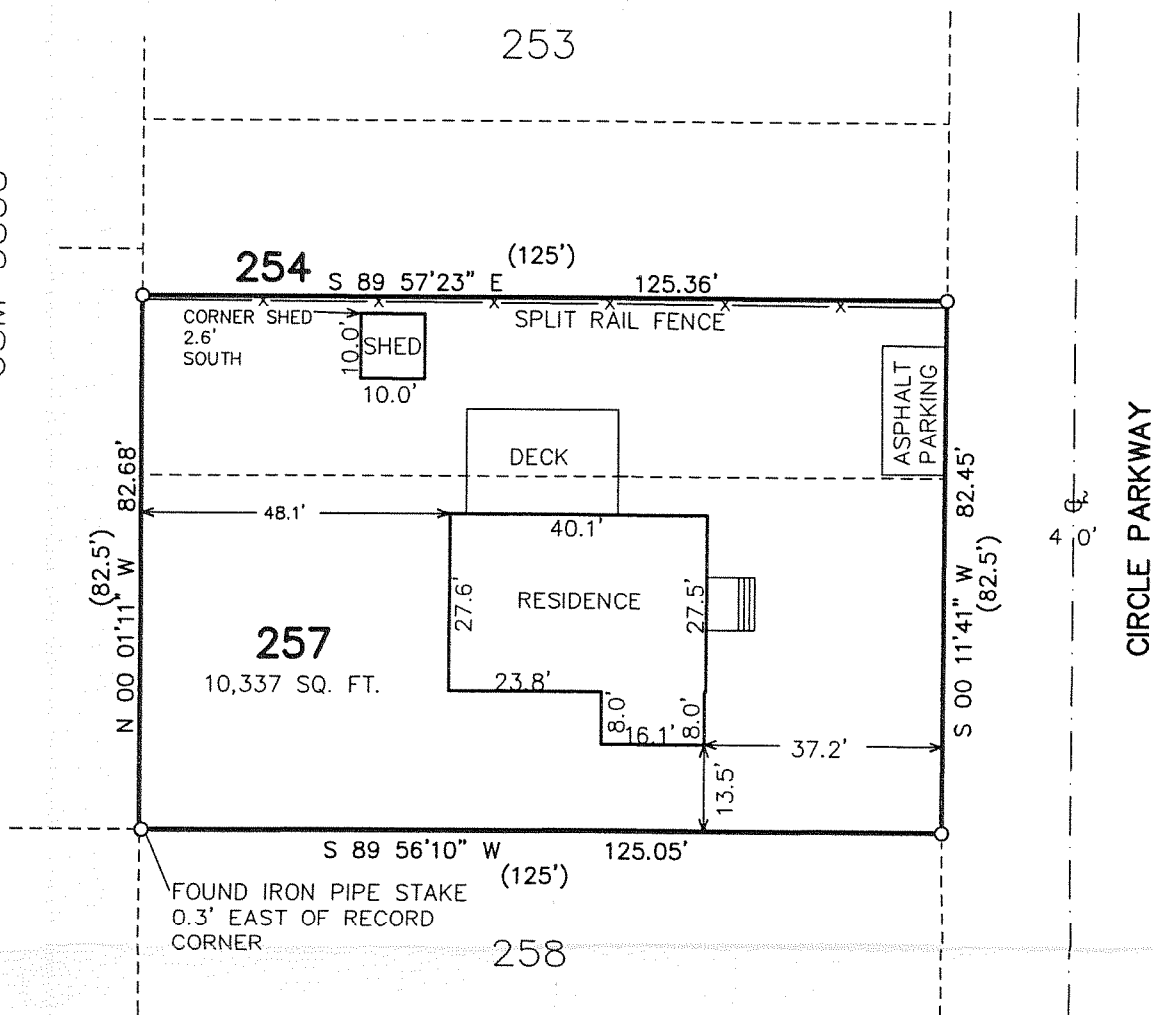 253
254
(125')
S 89 57'23" E 125.36'
CORNER SHED
2.6'
SOUTH
10.0'
SHED
10.0'
SPLIT RAIL FENCE
ASPHALT
PARKING
DECK
82.68'
(82.5')
N 00 01'11" W
82.45'
(82.5')
S 00 11'41" W
48.1'
40.1'
27.6'
RESIDENCE
27.5'
257
10,337 SQ. FT.
23.8'
8.0'
16.1'
8.0'
37.2'
13.5'
4 0'
CIRCLE PARKWAY
S 89 56'10" W 125.05'
(125')
FOUND IRON PIPE STAKE
0.3' EAST OF RECORD
CORNER
258